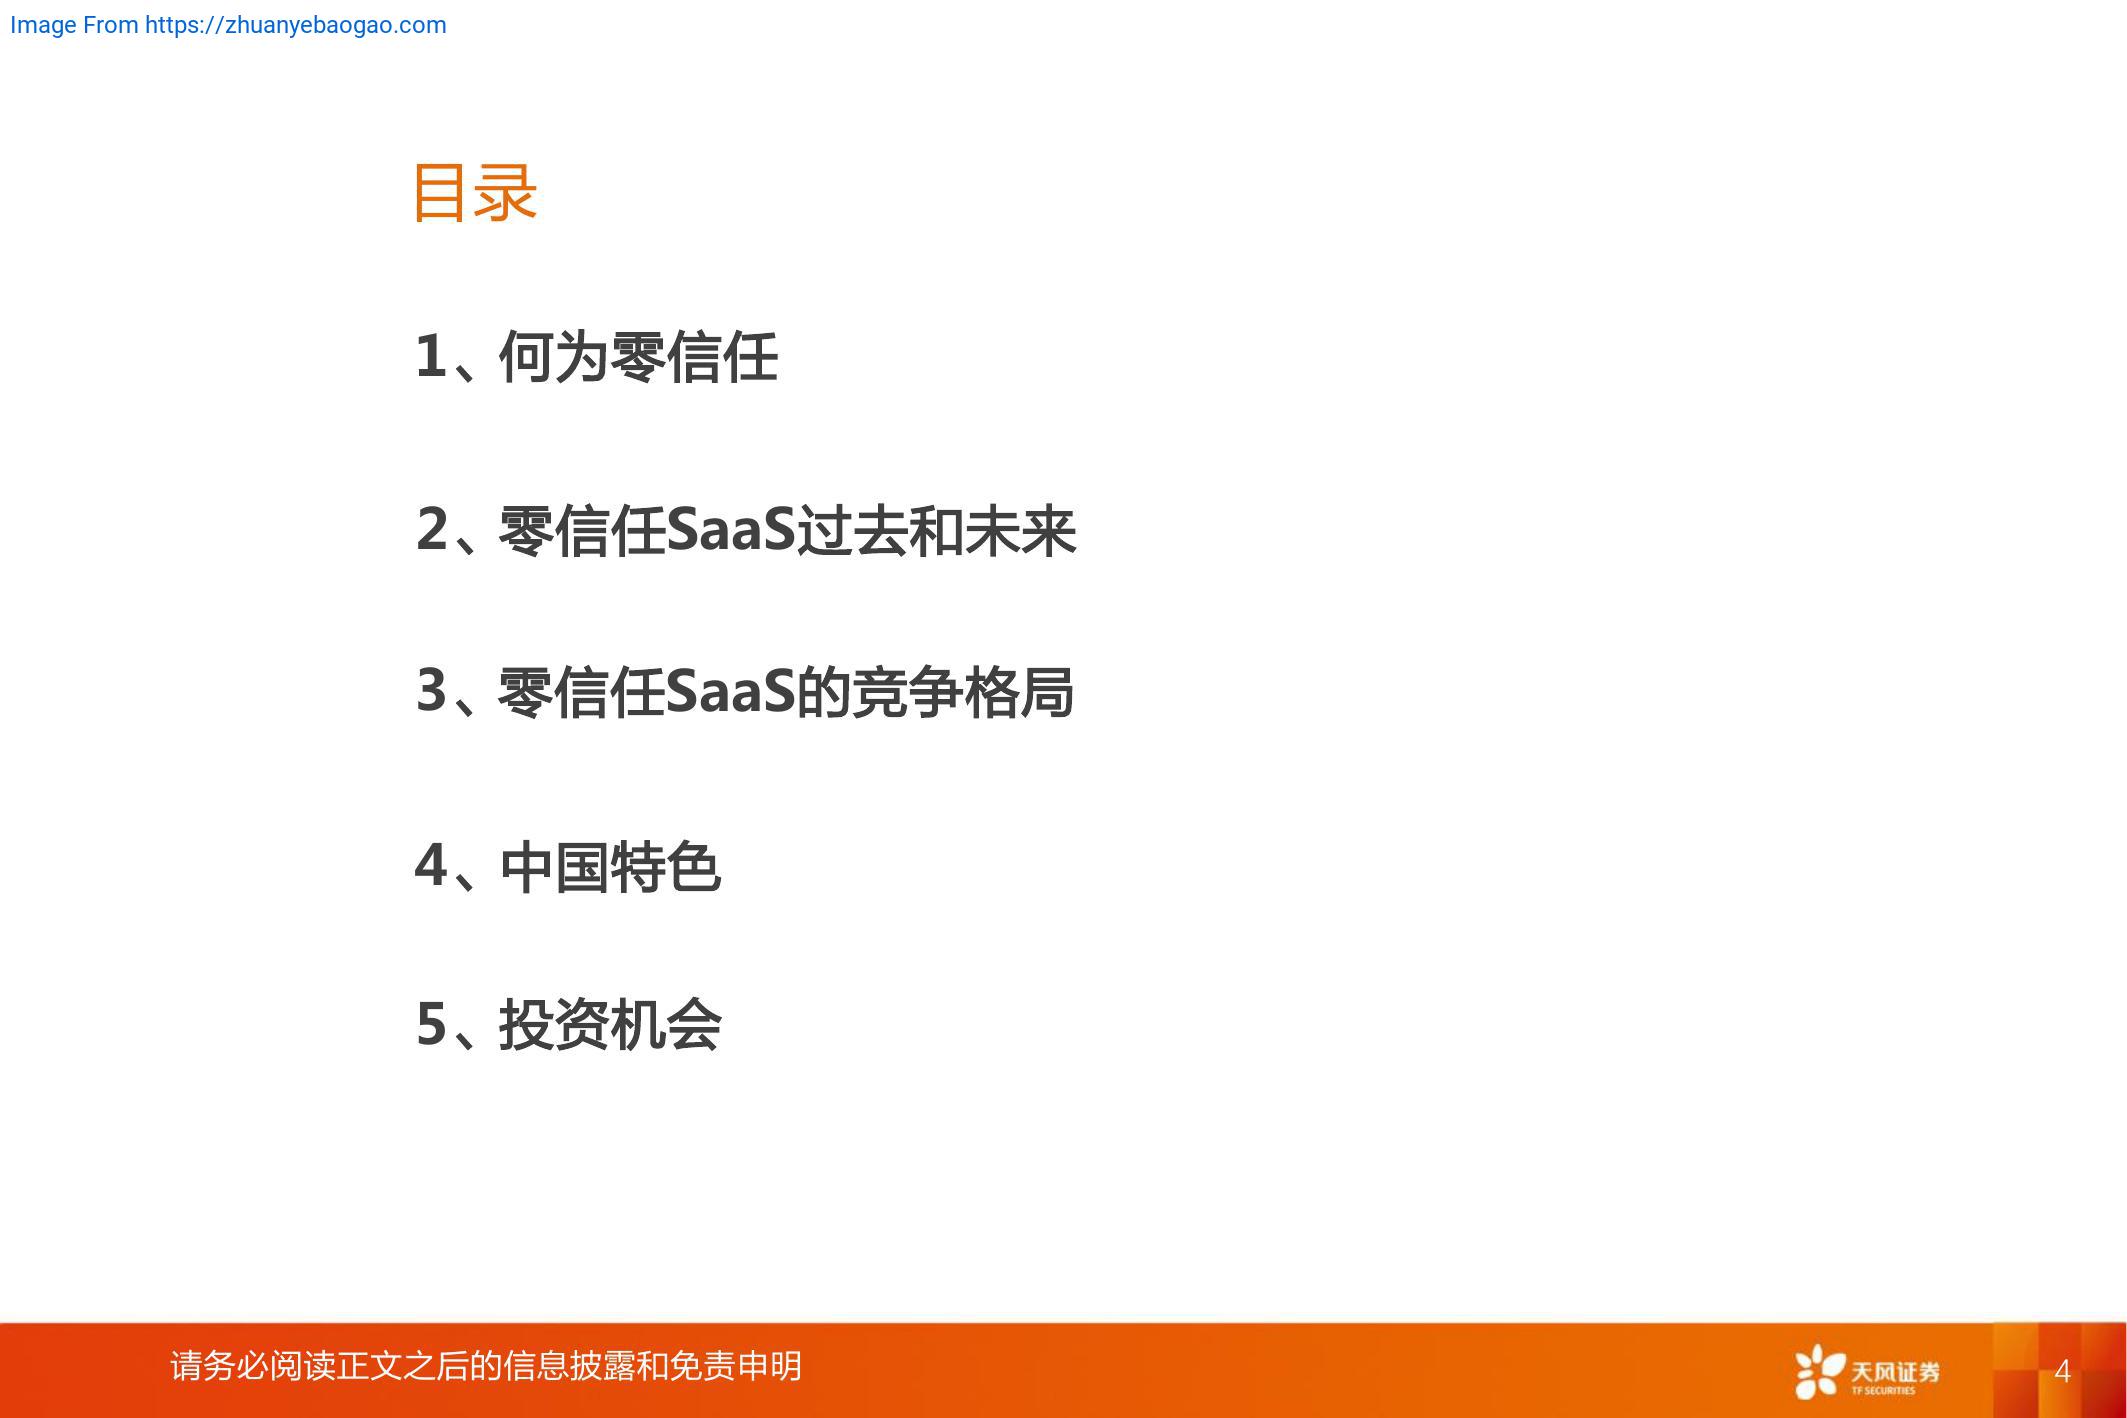 Image From https://zhuanyebaogao.com
目录
1、何为零信任
2、零信任SaaS过去和未来
3、零信任SaaS的竞争格局
4、中国特色
5、投资机会
请务必阅读正文之后的信息披露和免责申明
天风证券
TF SECURITIES
4